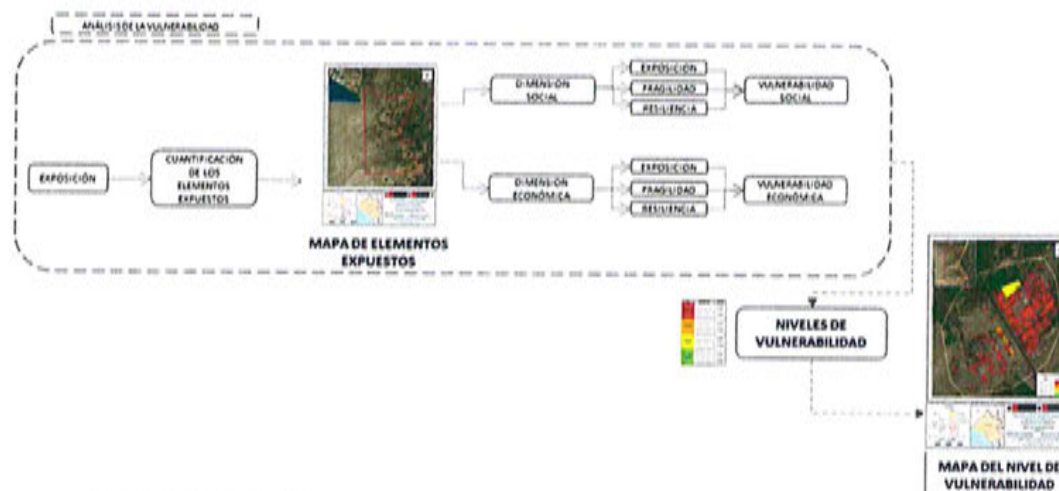 ANÁLISIS DE LA VULNERABILIDAD
EXPOSICIÓN
CUANTIFICACIÓN
DE LOS
ELEMENTOS
EXPUESTOS
MAPA DE ELEMENTOS
EXPUESTOS
DIMENSIÓN
SOCIAL
EXPOSICIÓN
FRAGILIDAD
RESILIENCIA
VULNERABILIDAD
SOCIAL
DIMENSIÓN
ECONÓMICA
EXPOSICIÓN
FRAGILIDAD
RESILIENCIA
VULNERABILIDAD
ECONÓMICA
NIVELES DE
VULNERABILIDAD
MAPA DEL NIVEL DE
VULNERABILIDAD